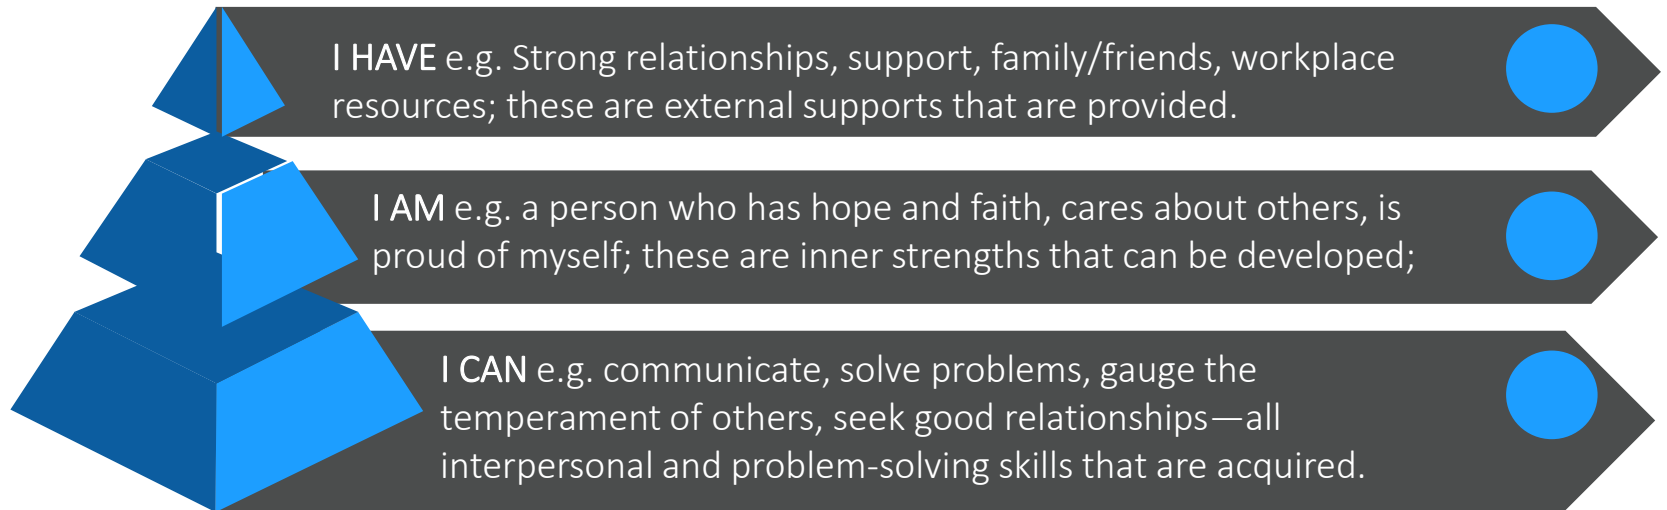 I HAVE e.g. Strong relationships, support, family/friends, workplace
resources; these are external supports that are provided.
I AM e.g. a person who has hope and faith, cares about others, is
proud of myself; these are inner strengths that can be developed;
I CAN e.g. communicate, solve problems, gauge the
temperament of others, seek good relationships—all
interpersonal and problem-solving skills that are acquired.